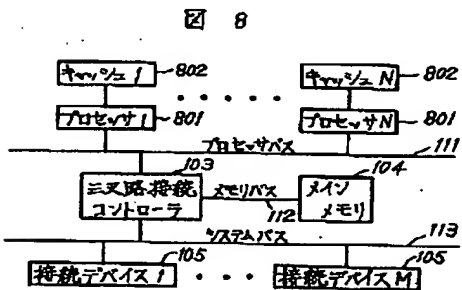 図 8
キャッシュ 1
802
キャッシュ N
802
プロセッサ 1
801
プロセッサ N
801
プロセッサバス
111
103
104
三叉路接続
コントローラ
メモリバス
112
メイン
メモリ
システムバス
113
105
105
接続デバイス 1
接続デバイス M